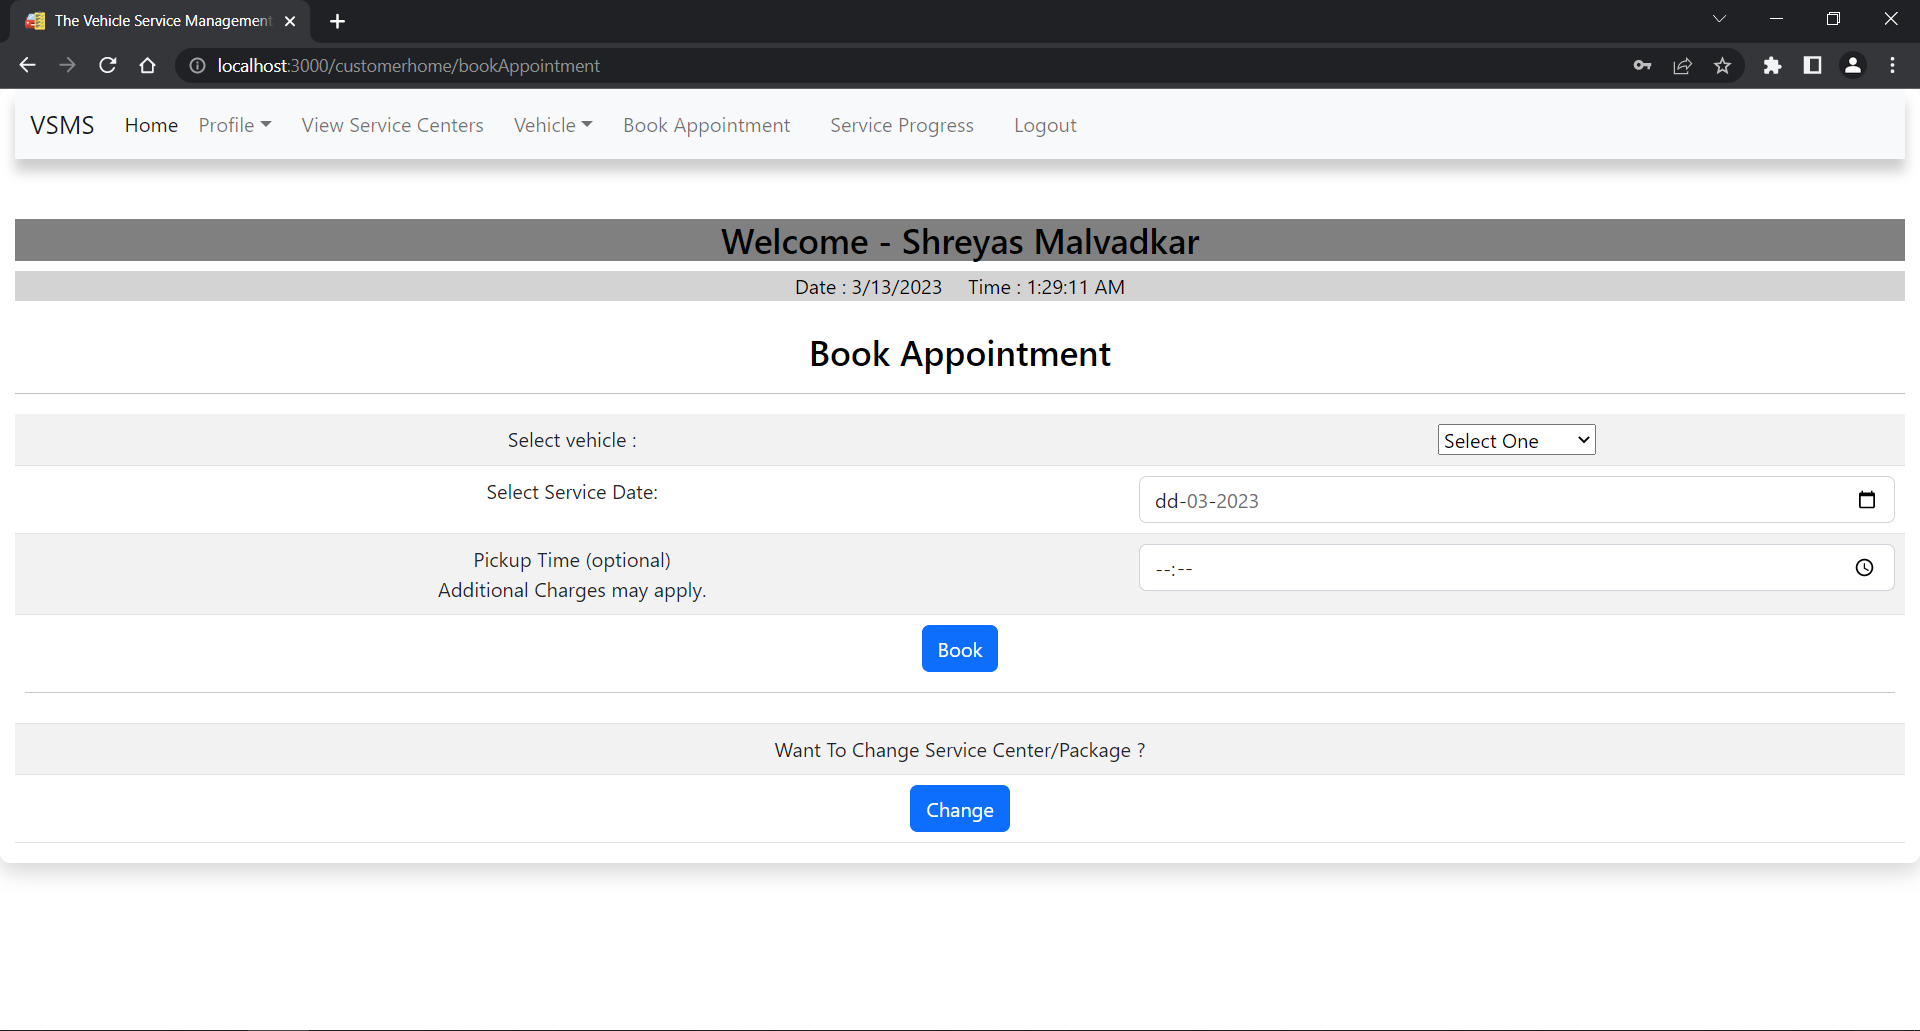 The Vehicle Service Management
localhost:3000/customerhome/bookAppointment
VSMS Home Profile View Service Centers Vehicle Book Appointment Service Progress Logout
Welcome - Shreyas Malvadkar
Date : 3/13/2023 Time : 1:29:11 AM
Book Appointment
Select vehicle : Select One
Select Service Date: dd-03-2023
Pickup Time (optional) --:--
Additional Charges may apply.
Book
Want To Change Service Center/Package ?
Change